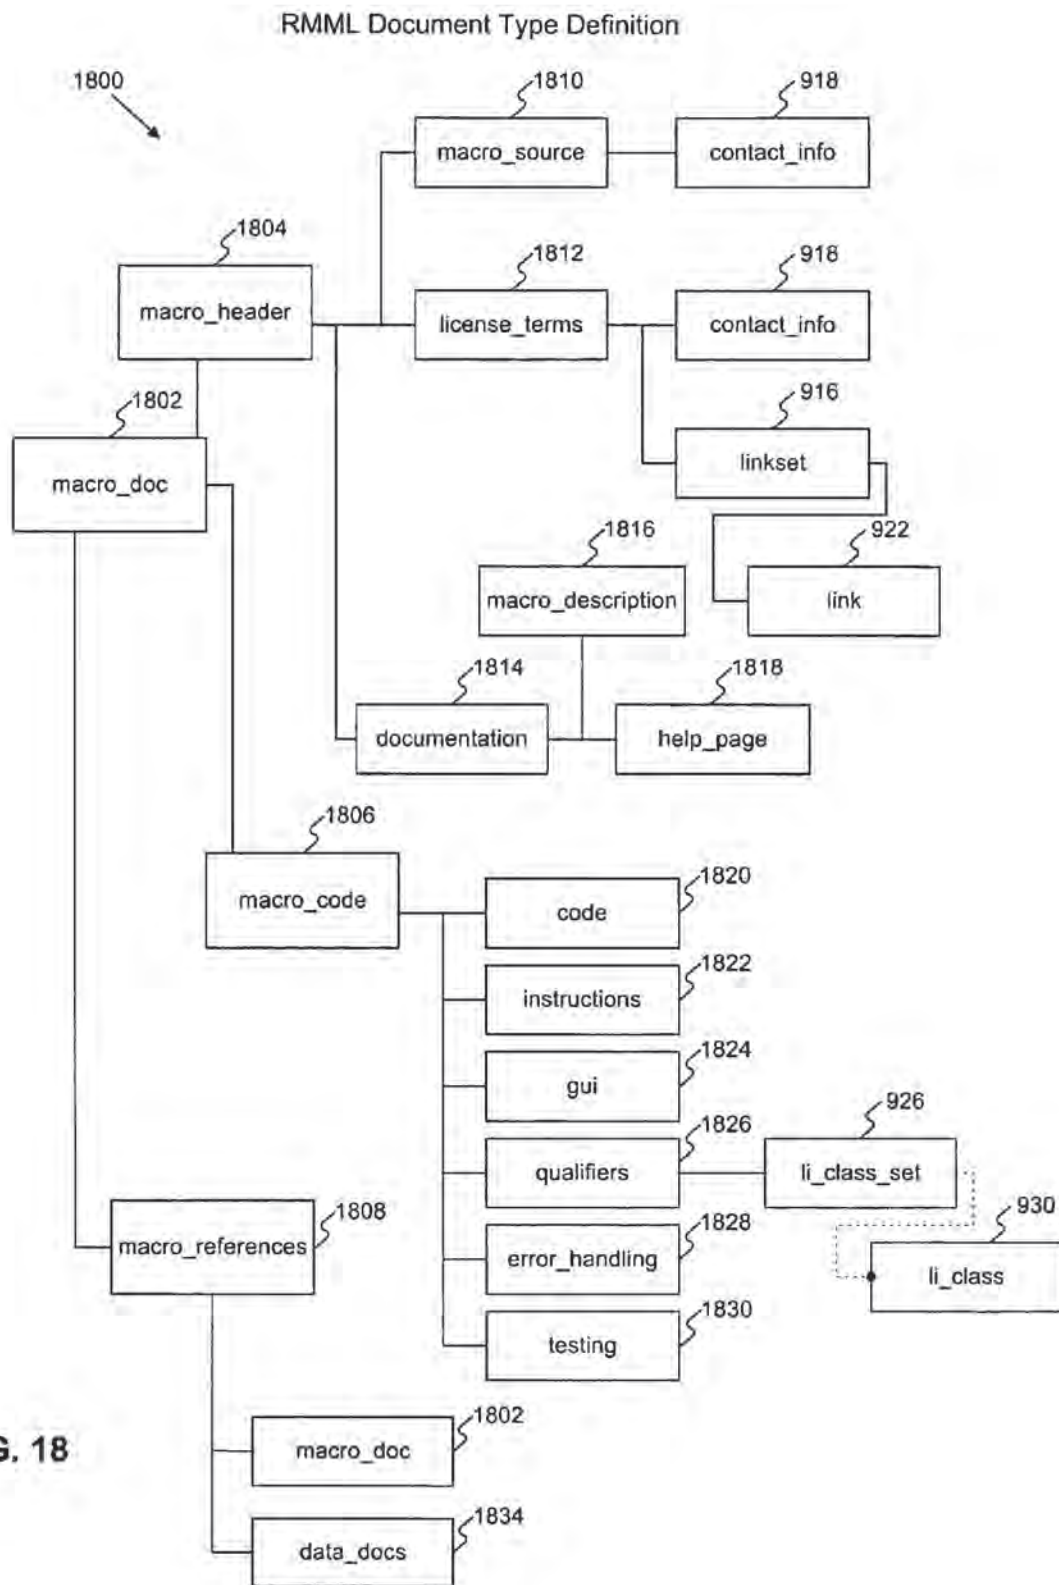 RMML Document Type Definition
1800
1810
918
macro_source
contact_info
1804
1812
918
macro_header
license_terms
contact_info
1802
916
macro_doc
linkset
1816
922
macro_description
link
1814
1818
documentation
help_page
1806
macro_code
1820
code
1822
instructions
1824
gui
1826
926
qualifiers
li_class_set
1808
1828
930
macro_references
error_handling
li_class
1830
testing
1802
G. 18
macro_doc
1834
data_docs